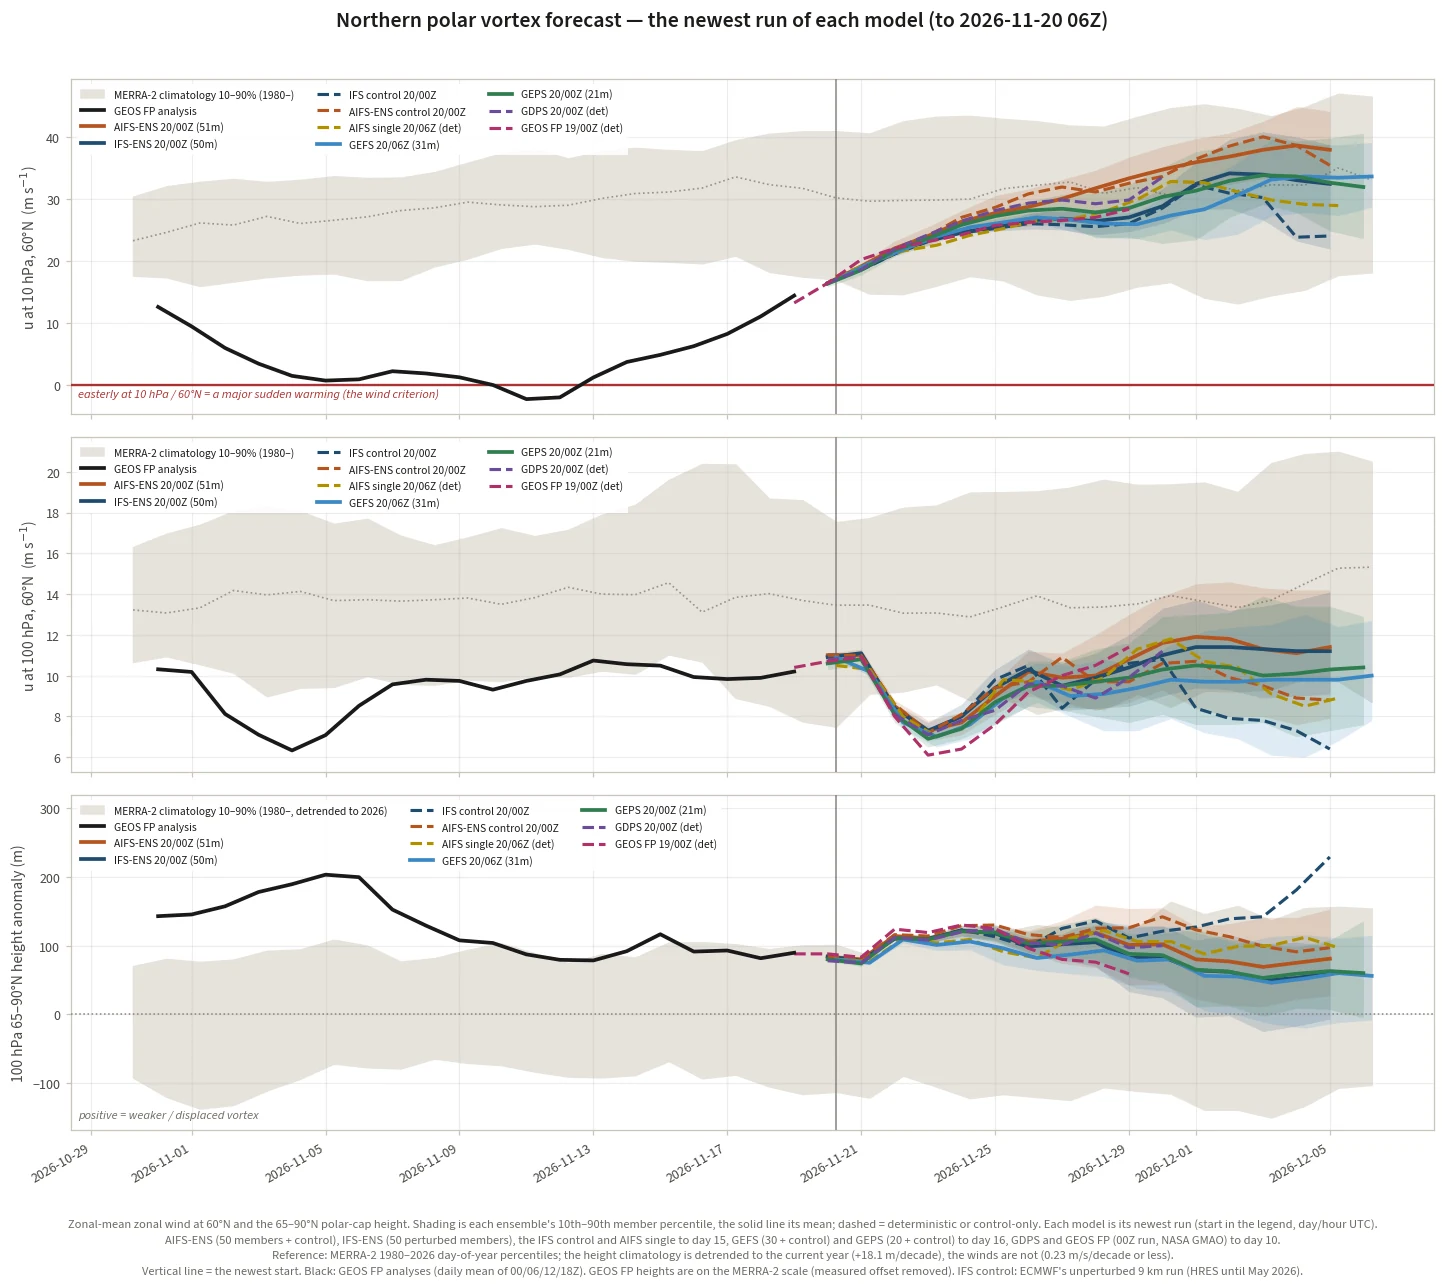 Northern polar vortex forecast — the newest run of each model (to 2026-11-20 06Z)
MERRA-2 climatology 10–90% (1980–)
GEOS FP analysis
AIFS-ENS 20/00Z (51m)
IFS-ENS 20/00Z (50m)
IFS control 20/00Z
AIFS-ENS control 20/00Z
AIFS single 20/06Z (det)
GEFS 20/06Z (31m)
GEPS 20/00Z (21m)
GDPS 20/00Z (det)
GEOS FP 19/00Z (det)
u at 10 hPa, 60°N (m s⁻¹)
40
30
20
10
0
easterly at 10 hPa / 60°N = a major sudden warming (the wind criterion)
MERRA-2 climatology 10–90% (1980–)
GEOS FP analysis
AIFS-ENS 20/00Z (51m)
IFS-ENS 20/00Z (50m)
IFS control 20/00Z
AIFS-ENS control 20/00Z
AIFS single 20/06Z (det)
GEFS 20/06Z (31m)
GEPS 20/00Z (21m)
GDPS 20/00Z (det)
GEOS FP 19/00Z (det)
u at 100 hPa, 60°N (m s⁻¹)
20
18
16
14
12
10
8
6
MERRA-2 climatology 10–90% (1980–, detrended to 2026)
GEOS FP analysis
AIFS-ENS 20/00Z (51m)
IFS-ENS 20/00Z (50m)
IFS control 20/00Z
AIFS-ENS control 20/00Z
AIFS single 20/06Z (det)
GEFS 20/06Z (31m)
GEPS 20/00Z (21m)
GDPS 20/00Z (det)
GEOS FP 19/00Z (det)
100 hPa 65–90°N height anomaly (m)
300
200
100
0
−100
positive = weaker / displaced vortex
2026-10-29
2026-11-01
2026-11-05
2026-11-09
2026-11-13
2026-11-17
2026-11-21
2026-11-25
2026-11-29
2026-12-01
2026-12-05
Zonal-mean zonal wind at 60°N and the 65–90°N polar-cap height. Shading is each ensemble's 10th–90th member percentile, the solid line its mean; dashed = deterministic or control-only. Each model is its newest run (start in the legend, day/hour UTC).
AIFS-ENS (50 members + control), IFS-ENS (50 perturbed members), the IFS control and AIFS single to day 15, GEFS (30 + control) and GEPS (20 + control) to day 16, GDPS and GEOS FP (00Z run, NASA GMAO) to day 10.
Reference: MERRA-2 1980–2026 day-of-year percentiles; the height climatology is detrended to the current year (+18.1 m/decade), the winds are not (0.23 m/s/decade or less).
Vertical line = the newest start. Black: GEOS FP analyses (daily mean of 00/06/12/18Z). GEOS FP heights are on the MERRA-2 scale (measured offset removed). IFS control: ECMWF's unperturbed 9 km run (HRES until May 2026).